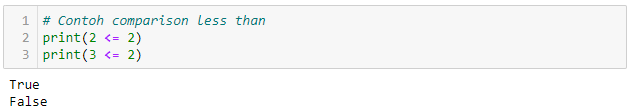 1 # Contoh comparison less than
2 print(2 <= 2)
3 print(3 <= 2)
True
False